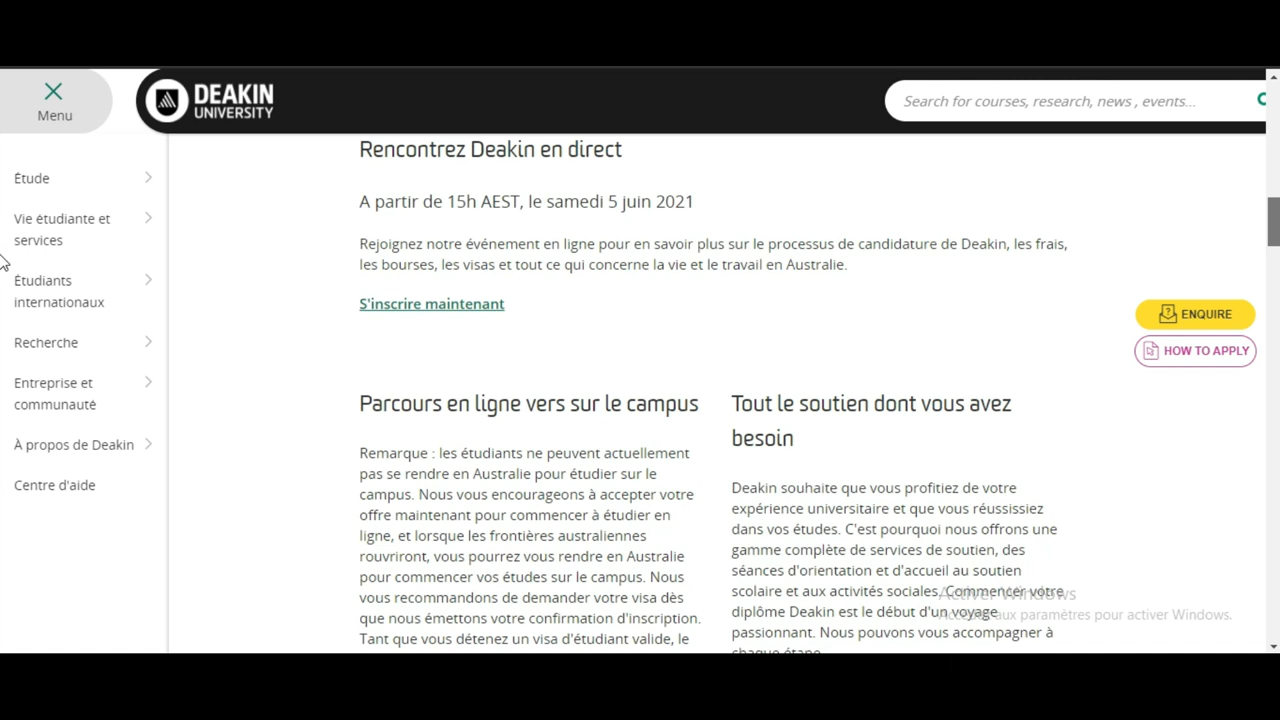 Menu
DEAKIN
UNIVERSITY
Search for courses, research, news , events...
Étude
Vie étudiante et
services
Étudiants
internationaux
Recherche
Entreprise et
communauté
À propos de Deakin
Centre d'aide
Rencontrez Deakin en direct
A partir de 15h AEST, le samedi 5 juin 2021
Rejoignez notre événement en ligne pour en savoir plus sur le processus de candidature de Deakin, les frais,
les bourses, les visas et tout ce qui concerne la vie et le travail en Australie.
S'inscrire maintenant
ENQUIRE
HOW TO APPLY
Parcours en ligne vers sur le campus
Remarque : les étudiants ne peuvent actuellement
pas se rendre en Australie pour étudier sur le
campus. Nous vous encourageons à accepter votre
offre maintenant pour commencer à étudier en
ligne, et lorsque les frontières australiennes
rouvriront, vous pourrez vous rendre en Australie
pour commencer vos études sur le campus. Nous
vous recommandons de demander votre visa dès
que nous émettons votre confirmation d'inscription.
Tant que vous détenez un visa d'étudiant valide, le
Tout le soutien dont vous avez
besoin
Deakin souhaite que vous profitiez de votre
expérience universitaire et que vous réussissiez
dans vos études. C'est pourquoi nous offrons une
gamme complète de services de soutien, des
séances d'orientation et d'accueil au soutien
scolaire et aux activités sociales. Commencer votre
diplôme Deakin est le début d'un voyage
passionnant. Nous pouvons vous accompagner à
chaque étape.
Activer Windows
Accédez aux paramètres pour activer Windows.